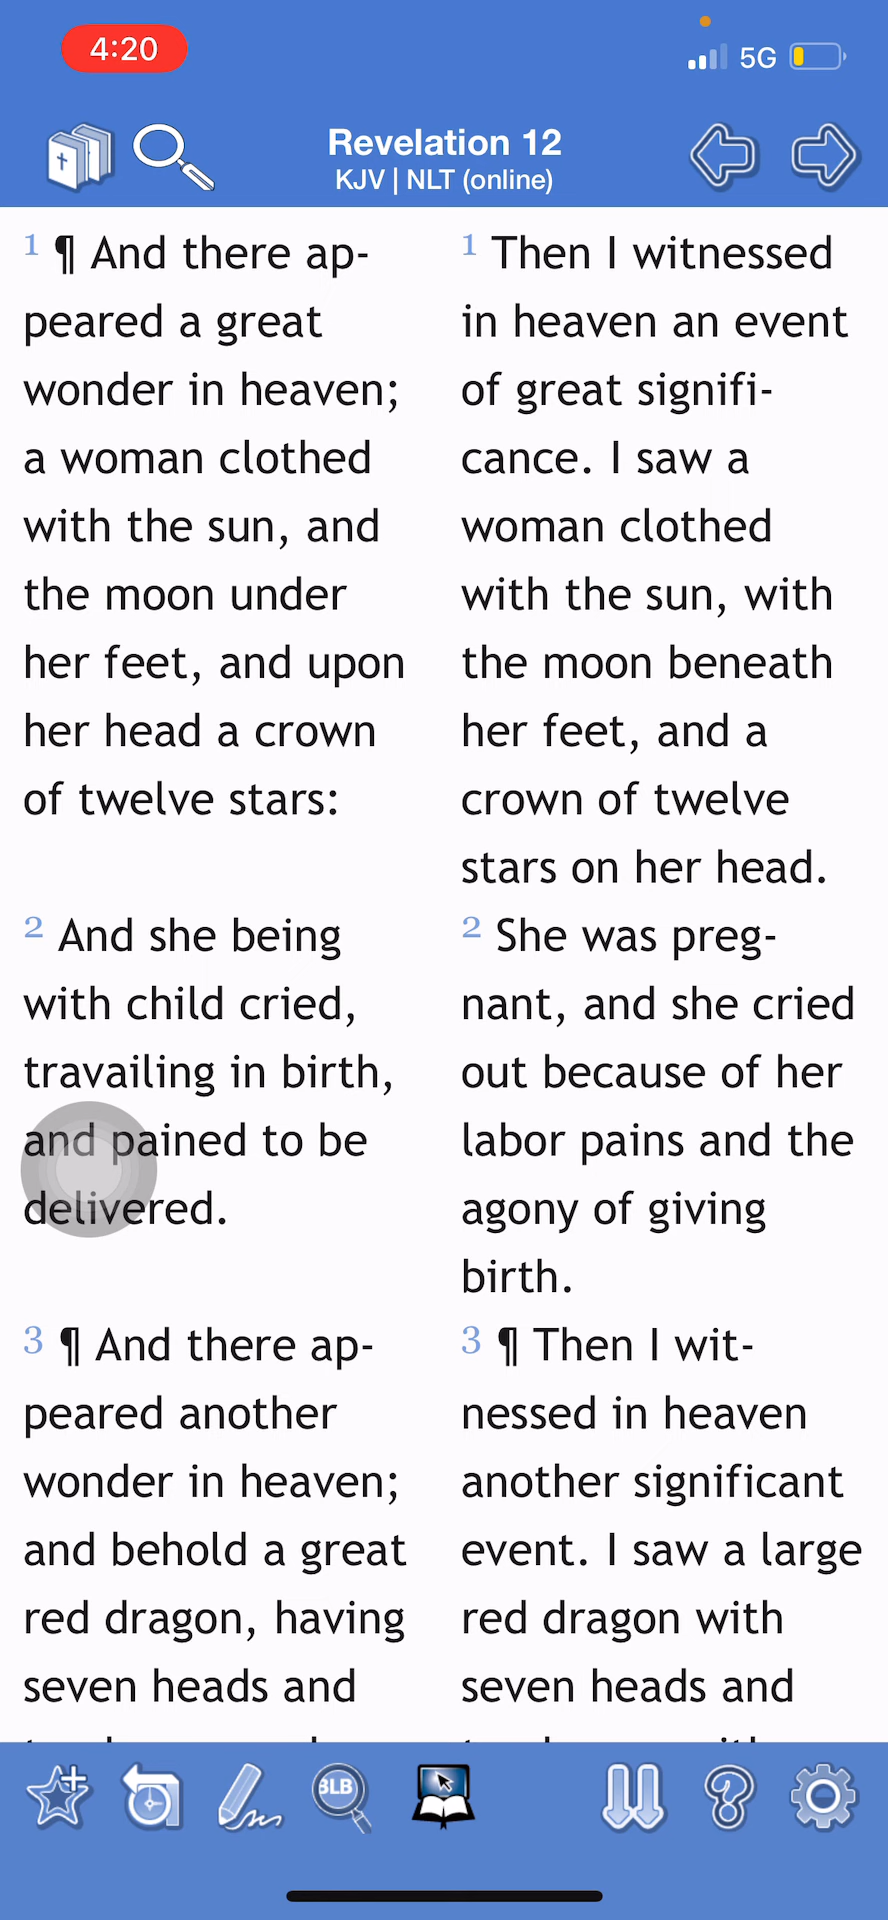 4:20
5G
Revelation 12
KJV | NLT (online)
1 ¶ And there ap-
peared a great
wonder in heaven;
a woman clothed
with the sun, and
the moon under
her feet, and upon
her head a crown
of twelve stars:
2 And she being
with child cried,
travailing in birth,
and pained to be
delivered.
3 ¶ And there ap-
peared another
wonder in heaven;
and behold a great
red dragon, having
seven heads and
1 Then I witnessed
in heaven an event
of great signifi-
cance. I saw a
woman clothed
with the sun, with
the moon beneath
her feet, and a
crown of twelve
stars on her head.
2 She was preg-
nant, and she cried
out because of her
labor pains and the
agony of giving
birth.
3 ¶ Then I wit-
nessed in heaven
another significant
event. I saw a large
red dragon with
seven heads and
BLB